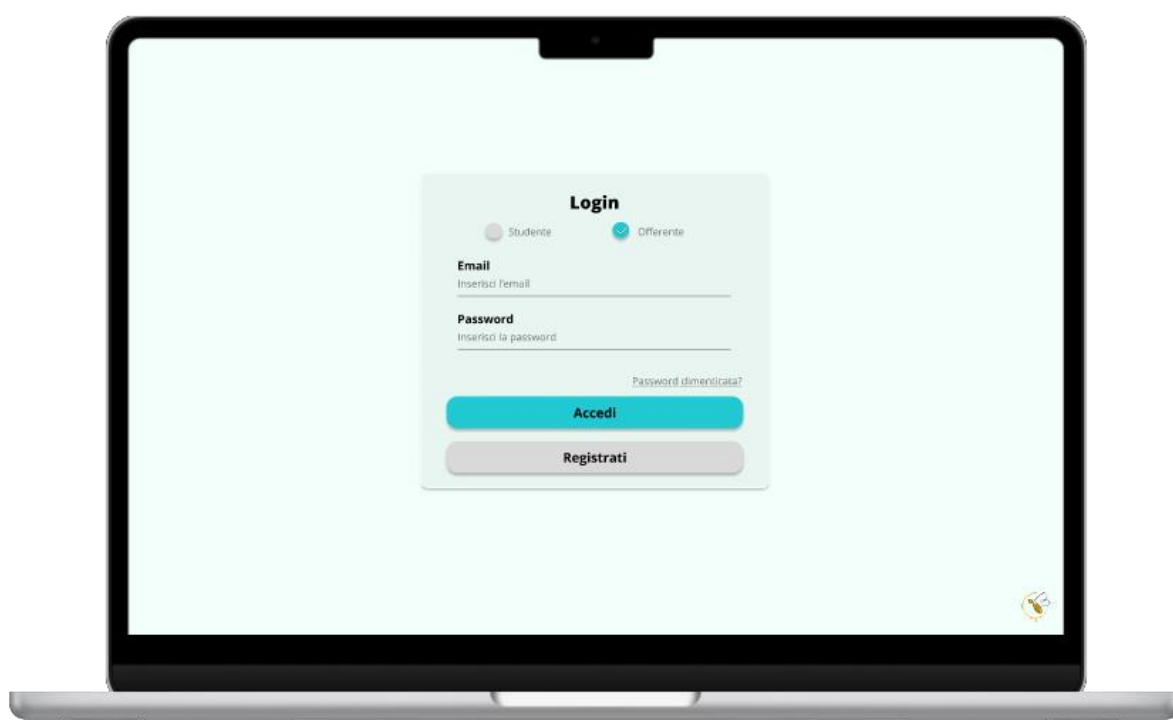 Login
Studente Offerente
Email
Inserisci l'email
Password
Inserisci la password
Password dimenticata?
Accedi
Registrati